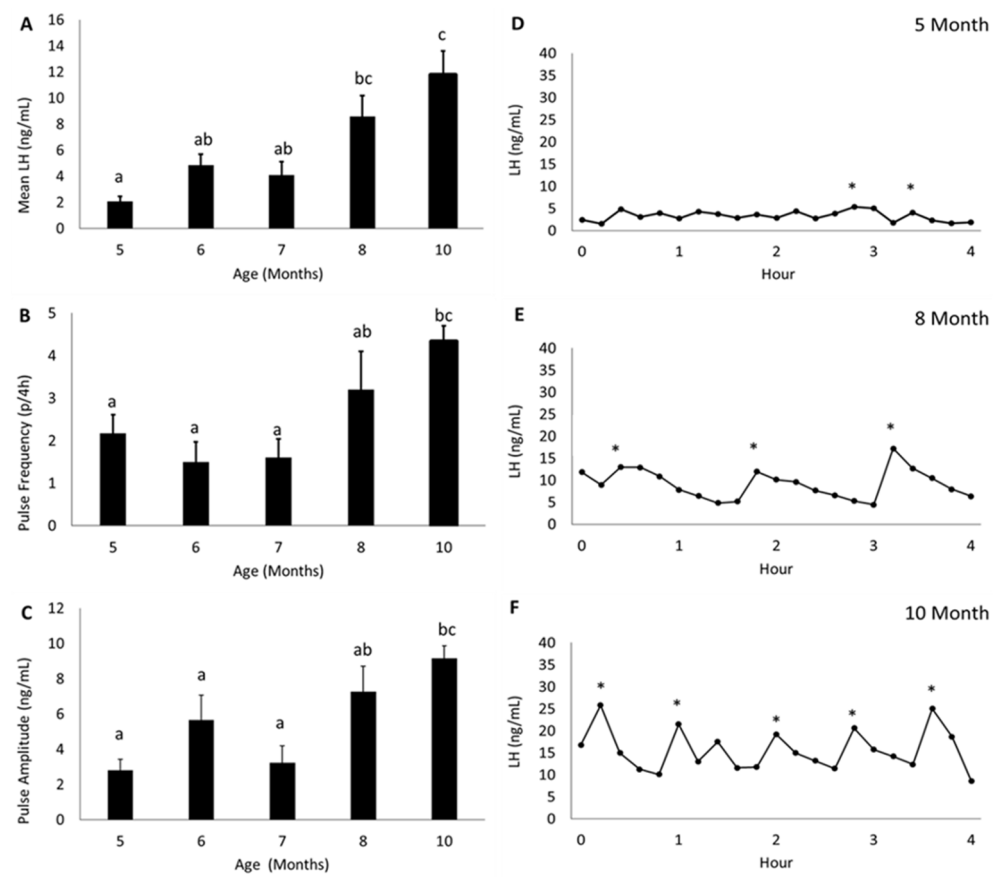 A
Mean LH (ng/mL)
16
14
12
10
8
6
4
2
0
a
ab
ab
bc
c
5 6 7 8 10
Age (Months)
B
Pulse Frequency (p/4h)
5
4
3
2
1
0
a
a
a
ab
bc
5 6 7 8 10
Age (Months)
C
Pulse Amplitude (ng/mL)
12
10
8
6
4
2
0
a
a
a
ab
bc
5 6 7 8 10
Age (Months)
D
5 Month
LH (ng/mL)
40
35
30
25
20
15
10
5
0
* *
0 1 2 3 4
Hour
E
8 Month
LH (ng/mL)
40
35
30
25
20
15
10
5
0
* * *
0 1 2 3 4
Hour
F
10 Month
LH (ng/mL)
40
35
30
25
20
15
10
5
0
* * * * *
0 1 2 3 4
Hour